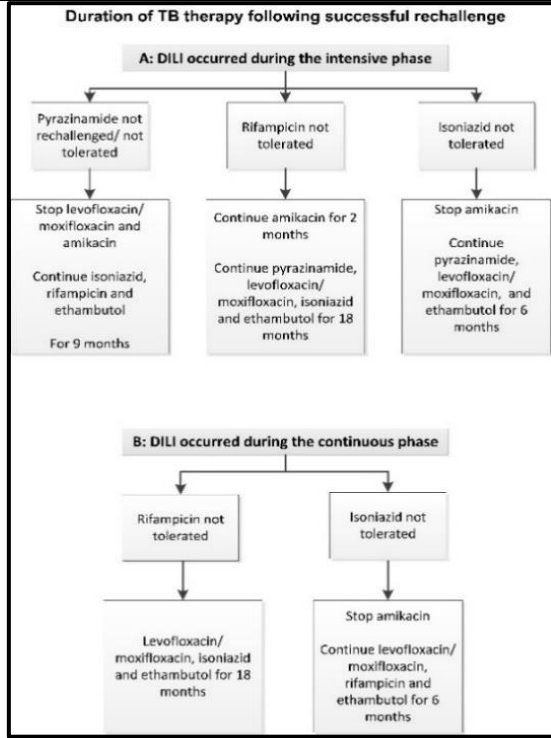 Duration of TB therapy following successful rechallenge
A: DILI occurred during the intensive phase
Pyrazinamide not
rechallenged/ not
tolerated
Rifampicin not
tolerated
Isoniazid not
tolerated
Stop levofloxacin/
moxifloxacin and
amikacin
Continue isoniazid,
rifampicin and
ethambutol
For 9 months
Continue amikacin for 2
months
Continue pyrazinamide,
levofloxacin/
moxifloxacin, isoniazid
and ethambutol for 18
months
Stop amikacin
Continue
pyrazinamide,
levofloxacin/
moxifloxacin, and
ethambutol for 6
months
B: DILI occurred during the continuous phase
Rifampicin not
tolerated
Isoniazid not
tolerated
Levofloxacin/
moxifloxacin, isoniazid
and ethambutol for 18
months
Stop amikacin
Continue levofloxacin/
moxifloxacin,
rifampicin and
ethambutol for 6
months